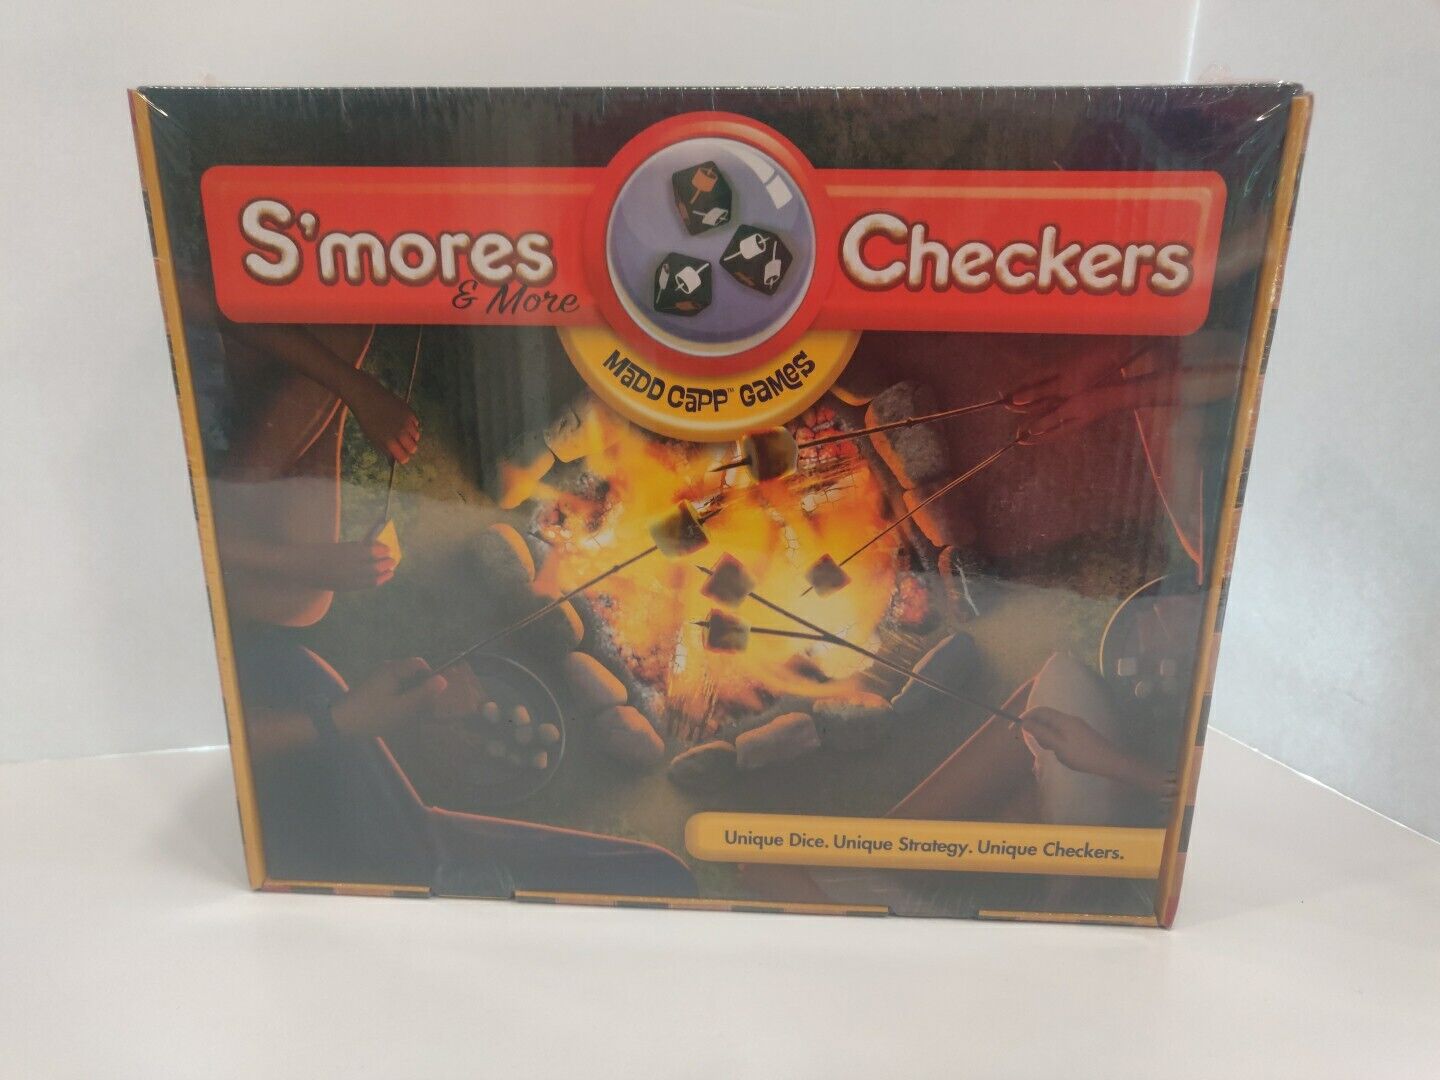 S'mores
& More
Checkers
MaDD CaPP™ GaMeS
Unique Dice. Unique Strategy. Unique Checkers.